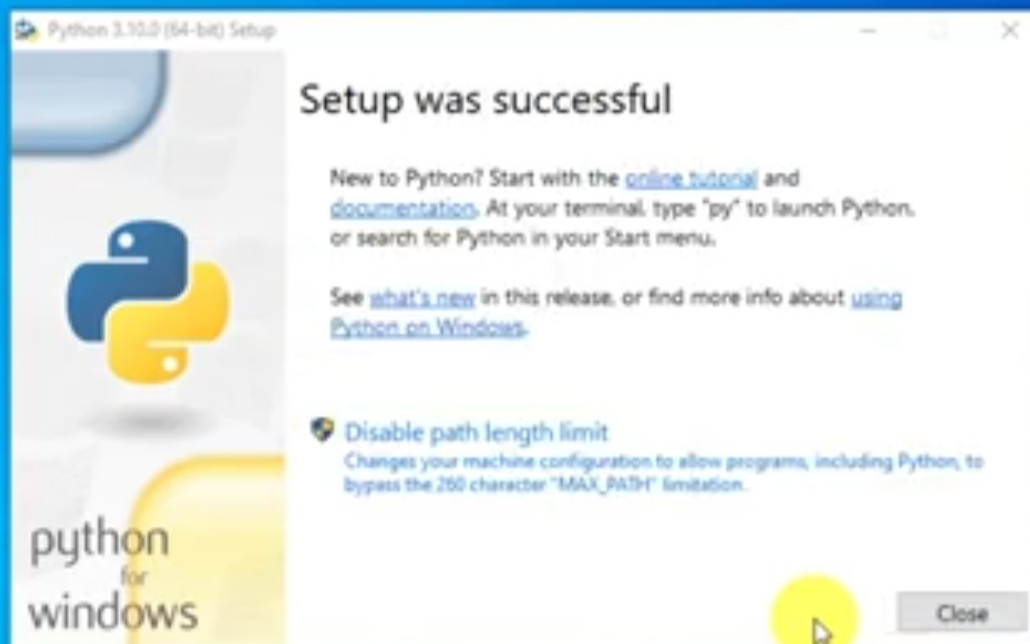 Python 3.10.0 (64-bit) Setup
Setup was successful
New to Python? Start with the online tutorial and
documentation. At your terminal, type "py" to launch Python,
or search for Python in your Start menu.
See what's new in this release, or find more info about using
Python on Windows.
Disable path length limit
Changes your machine configuration to allow programs, including Python, to
bypass the 260 character "MAX_PATH" limitation.
python
for
windows
Close